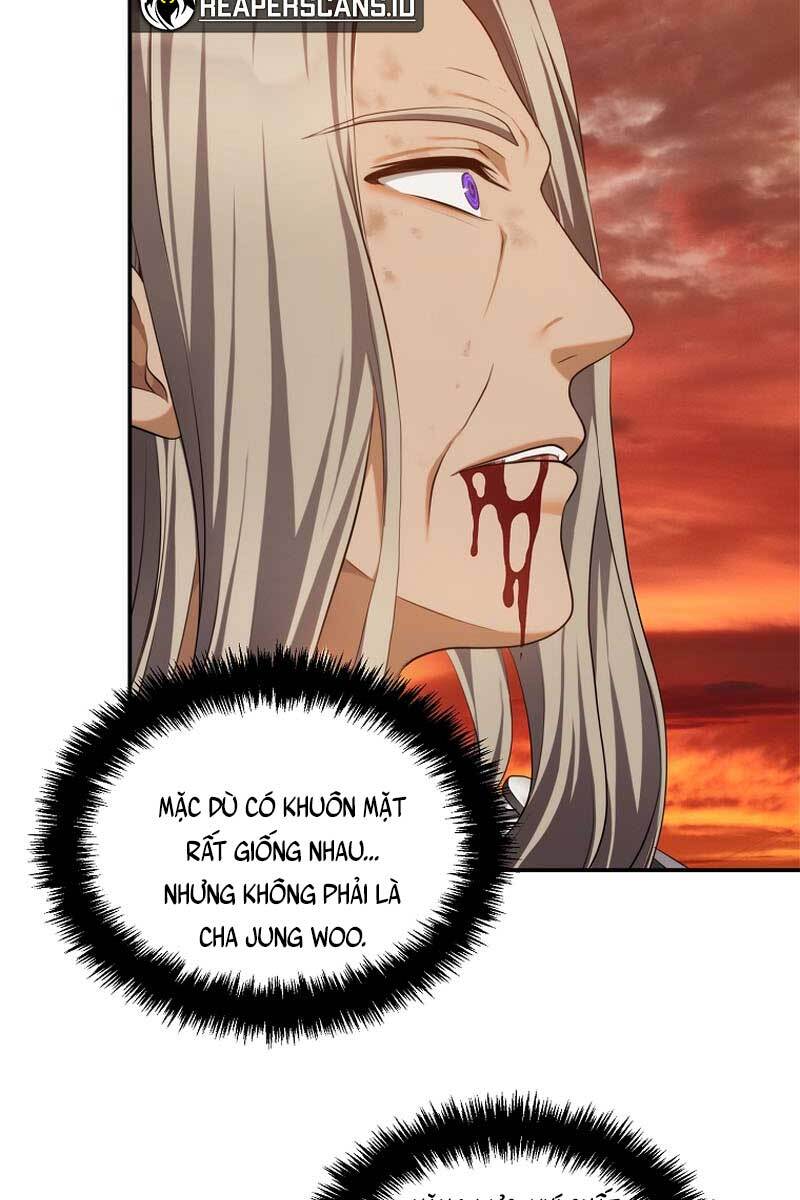 REAPERSCANS.ID
MẶC DÙ CÓ KHUÔN MẶT
RẤT GIỐNG NHAU...
NHƯNG KHÔNG PHẢI LÀ
CHA JUNG WOO.